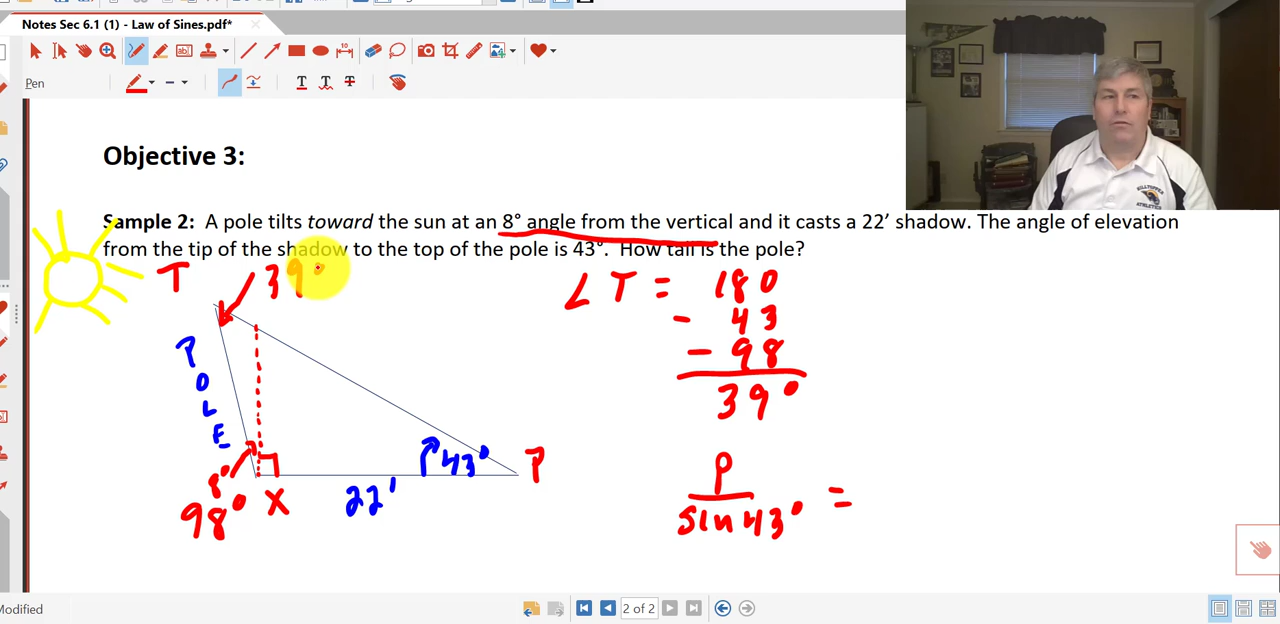 Notes Sec 6.1 (1) - Law of Sines.pdf*
Pen
Objective 3:
Sample 2: A pole tilts toward the sun at an 8° angle from the vertical and it casts a 22' shadow. The angle of elevation
from the tip of the shadow to the top of the pole is 43°. How tall is the pole?
T
39°
POLE
8°
98°
X
22'
43°
P
∠T = 180
- 43
- 98
39°
p
sin 43° =
HILLTOPPER
ATHLETICS
Modified
2 of 2